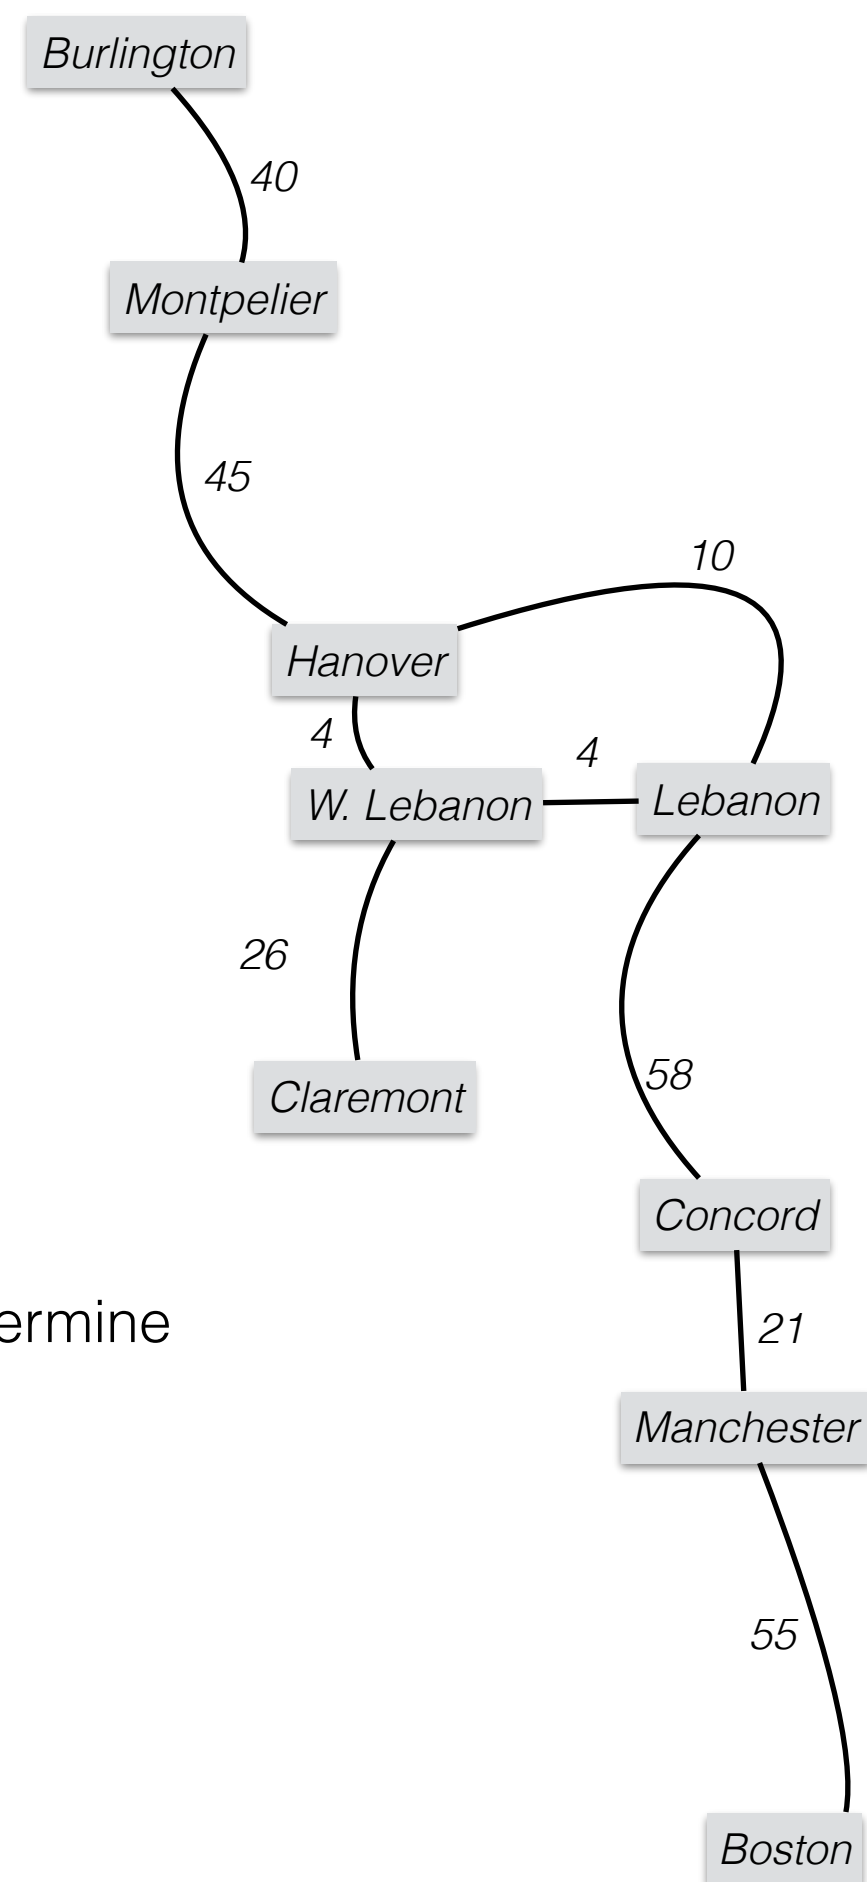 Burlington
40
Montpelier
45
10
Hanover
4
4
W. Lebanon
Lebanon
26
58
Claremont
Concord
ermine
21
Manchester
55
Boston